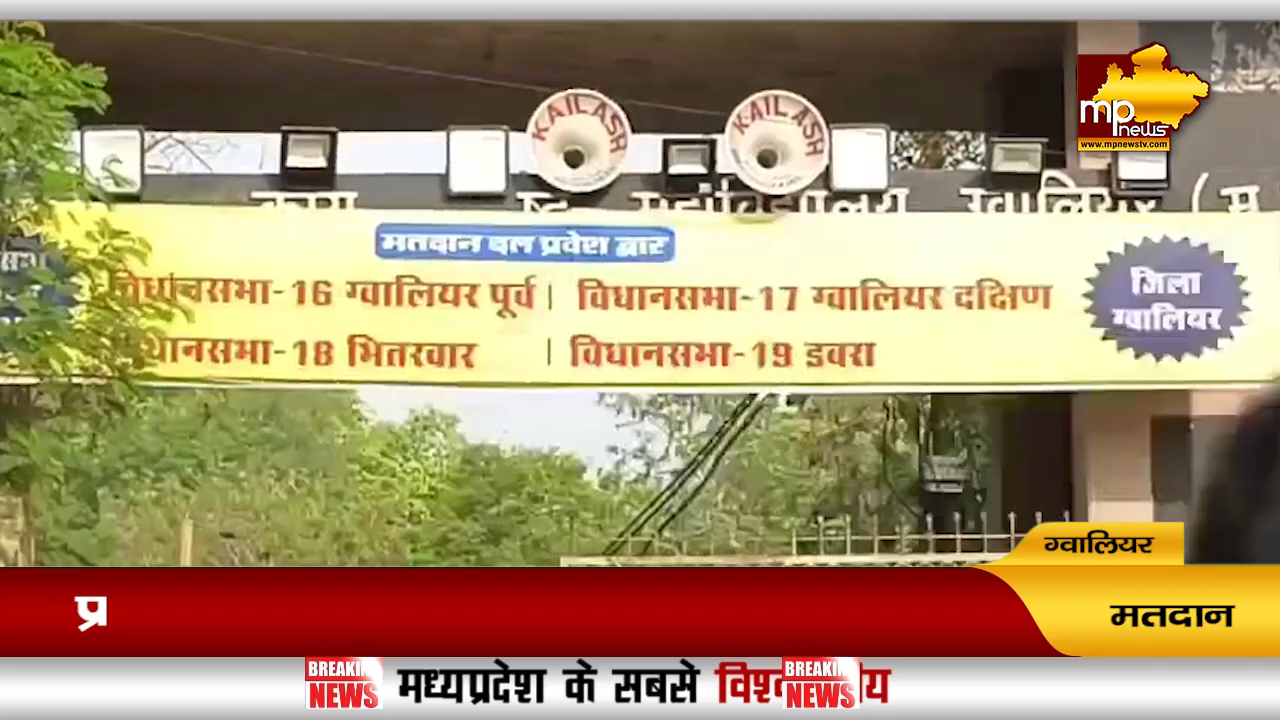 mp
news
www.mpnewstv.com
KAILASH KAILASH
ग्वालियर
मतदान दल प्रवेश द्वार
विधानसभा-16 ग्वालियर पूर्व | विधानसभा-17 ग्वालियर दक्षिण
विधानसभा-18 भितरवार | विधानसभा-19 डबरा
जिला
ग्वालियर
ग्वालियर
प्र
मतदान
BREAKING
NEWS
मध्यप्रदेश के सबसे
BREAKING
NEWS